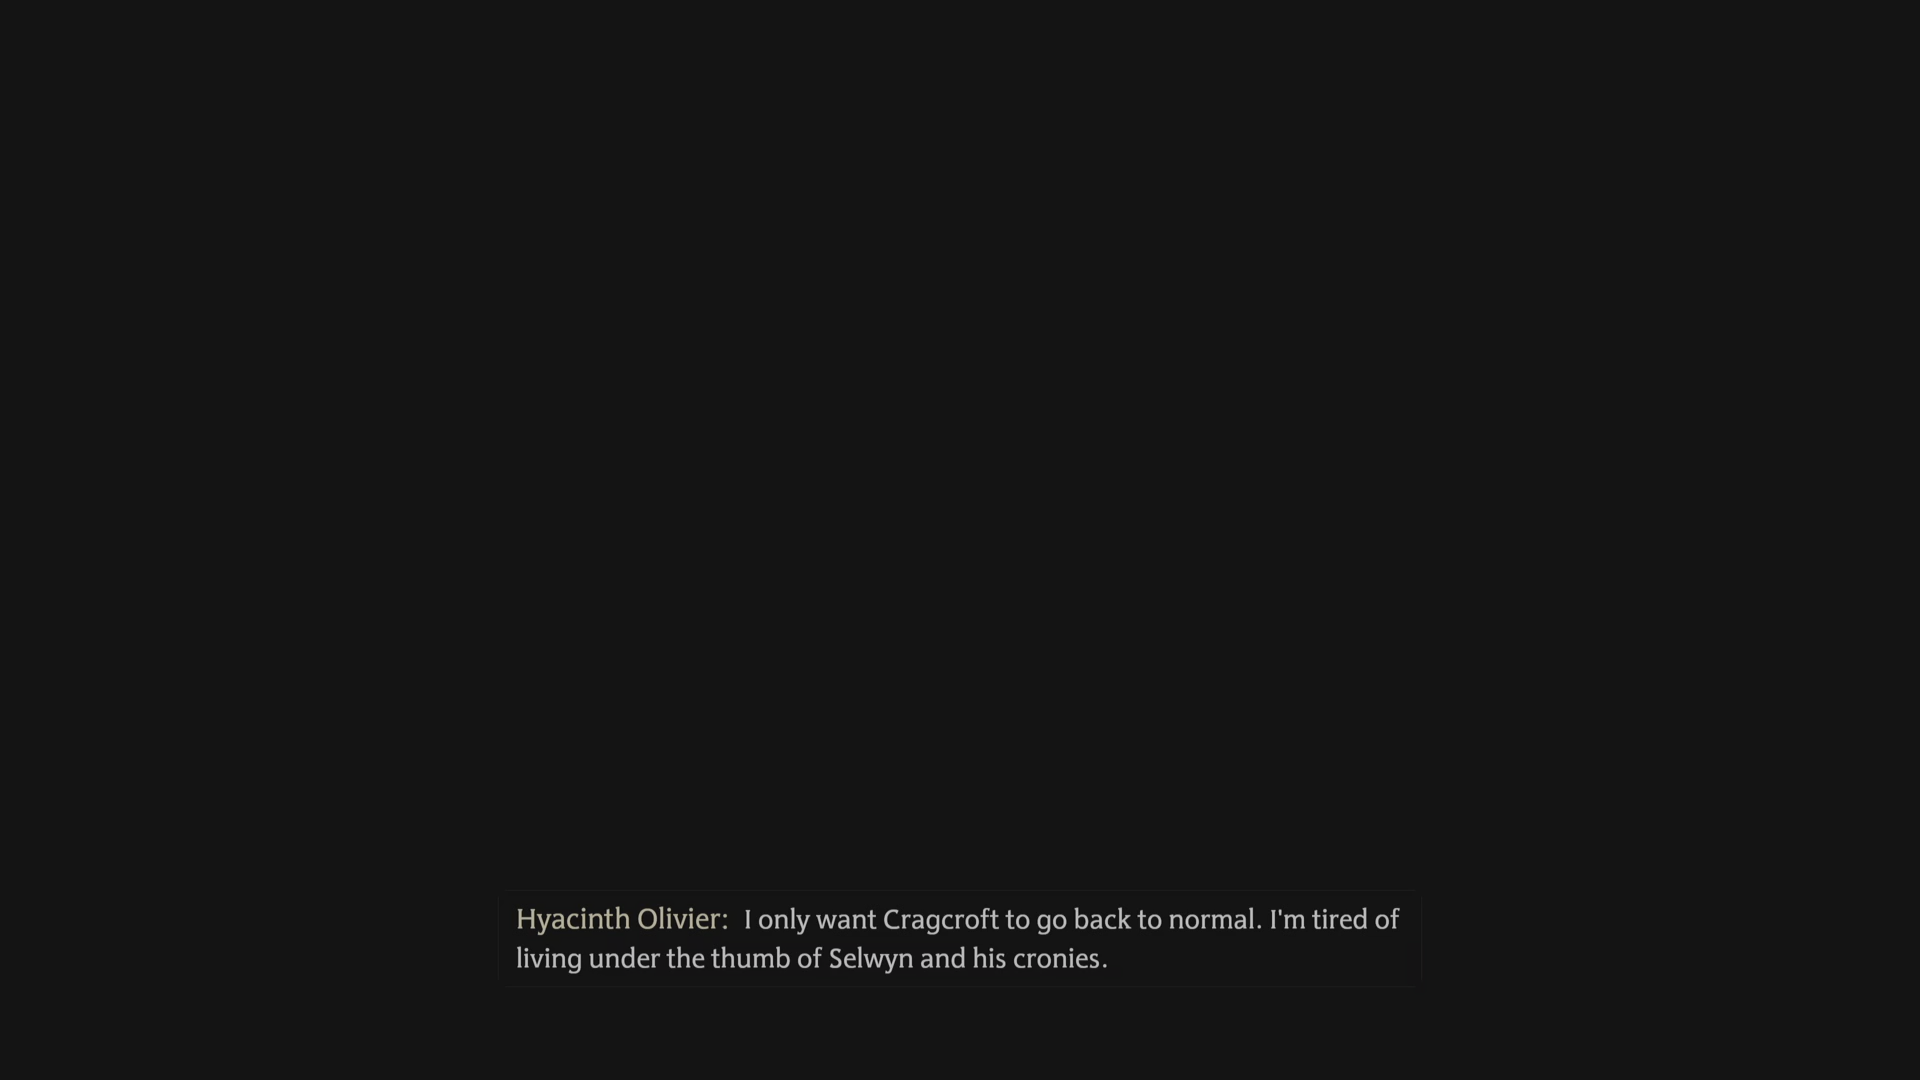 Hyacinth Olivier: I only want Cragcroft to go back to normal. I'm tired of
living under the thumb of Selwyn and his cronies.